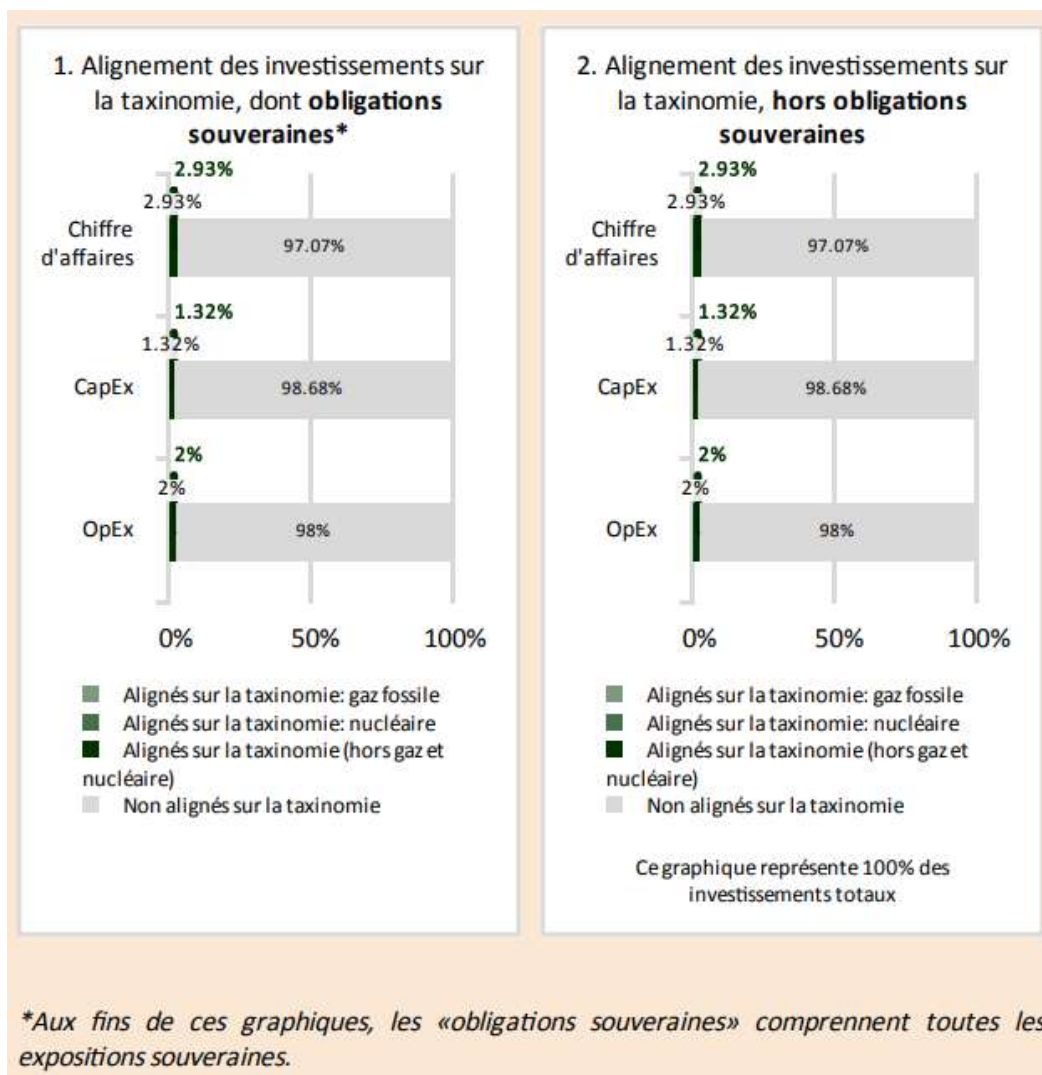 1. Alignement des investissements sur
la taxinomie, dont obligations
souveraines*
2.93%
2.93%
Chiffre
d'affaires
97.07%
1.32%
1.32%
CapEx
98.68%
2%
2%
OpEx
98%
0%
50%
100%
Alignés sur la taxinomie: gaz fossile
Alignés sur la taxinomie: nucléaire
Alignés sur la taxinomie (hors gaz et
nucléaire)
Non alignés sur la taxinomie
2. Alignement des investissements sur
la taxinomie, hors obligations
souveraines
2.93%
2.93%
Chiffre
d'affaires
97.07%
1.32%
1.32%
CapEx
98.68%
2%
2%
OpEx
98%
0%
50%
100%
Alignés sur la taxinomie: gaz fossile
Alignés sur la taxinomie: nucléaire
Alignés sur la taxinomie (hors gaz et
nucléaire)
Non alignés sur la taxinomie
Ce graphique représente 100% des
investissements totaux
*Aux fins de ces graphiques, les «obligations souveraines» comprennent toutes les
expositions souveraines.